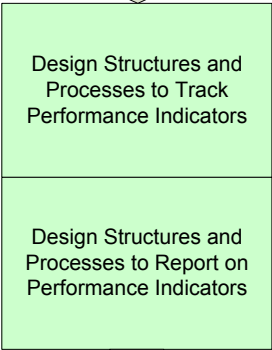 Design Structures and
Processes to Track
Performance Indicators
Design Structures and
Processes to Report on
Performance Indicators